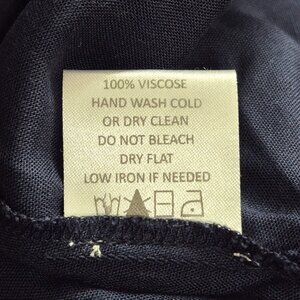 100% VISCOSE
HAND WASH COLD
OR DRY CLEAN
DO NOT BLEACH
DRY FLAT
LOW IRON IF NEEDED